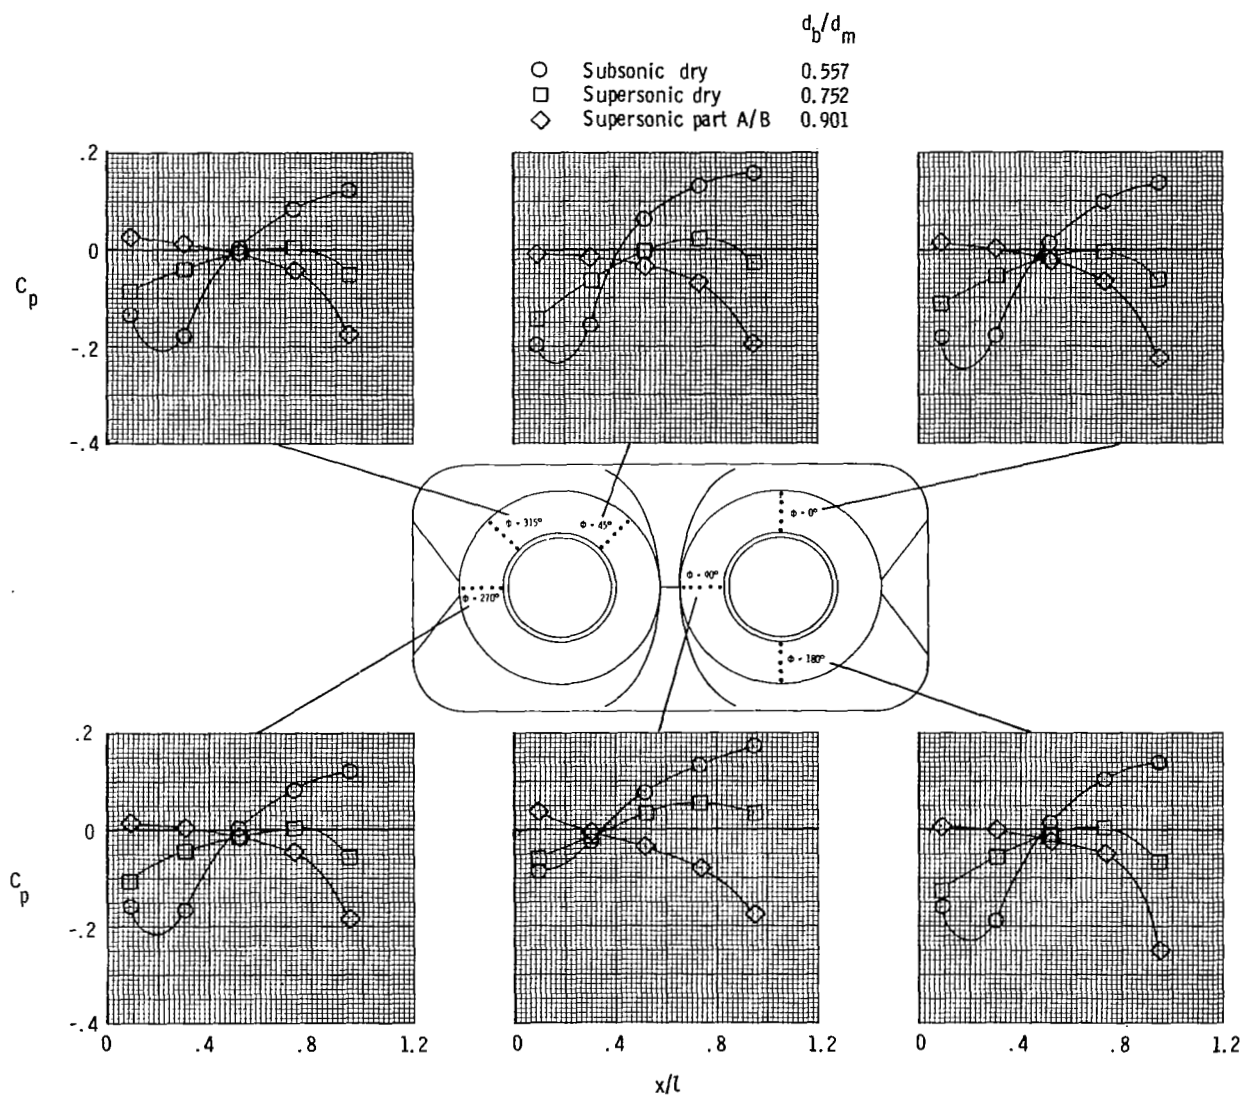 d_b/d_m
○ Subsonic dry 0.557
□ Supersonic dry 0.752
◇ Supersonic part A/B 0.901
.2
0
C_p
-.2
-.4
Φ - 315°
Φ - 45°
Φ - 0°
Φ - 90°
Φ - 270°
Φ - 180°
.2
0
C_p
-.2
-.4
0 .4 .8 1.2
0 .4 .8 1.2
0 .4 .8 1.2
x/l